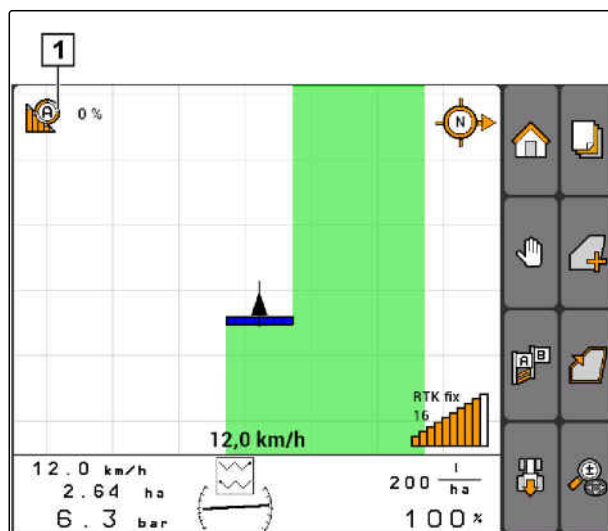 1
A
0 %
N
A B
RTK fix
16
12,0 km/h
12.0 km/h
2.64 ha
6.3 bar
200 l/ha
100 %